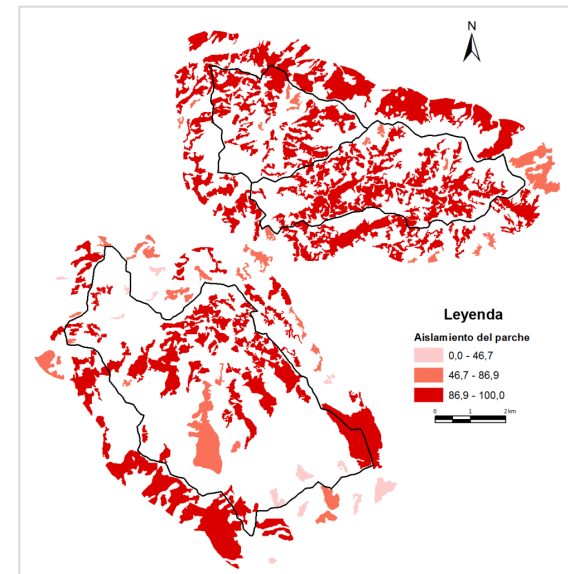 N
Leyenda
Aislamiento del parche
0,0 - 46,7
46,7 - 86,9
86,9 - 100,0
0 1 2 km